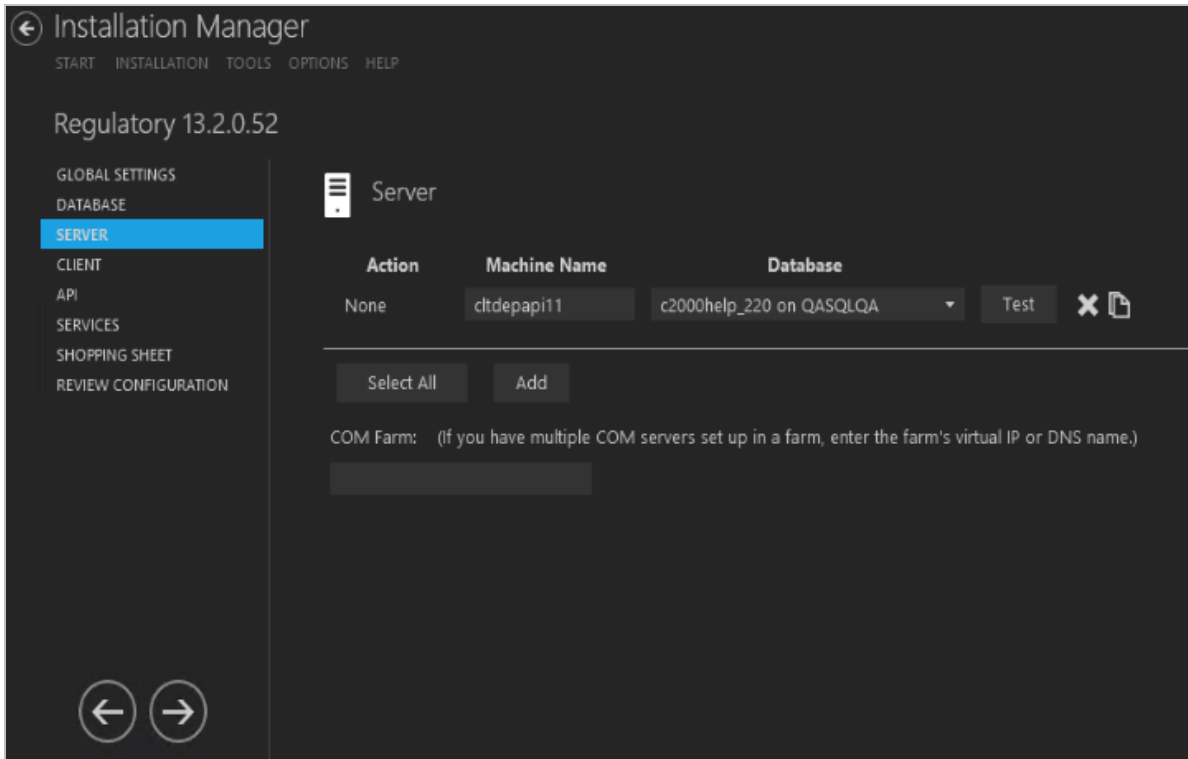 Installation Manager
START INSTALLATION TOOLS OPTIONS HELP
Regulatory 13.2.0.52
GLOBAL SETTINGS
DATABASE
SERVER
CLIENT
API
SERVICES
SHOPPING SHEET
REVIEW CONFIGURATION
Server
Action Machine Name Database
None cltdepapi11 c2000help_220 on QASQLQA Test
Select All Add
COM Farm: (If you have multiple COM servers set up in a farm, enter the farm's virtual IP or DNS name.)